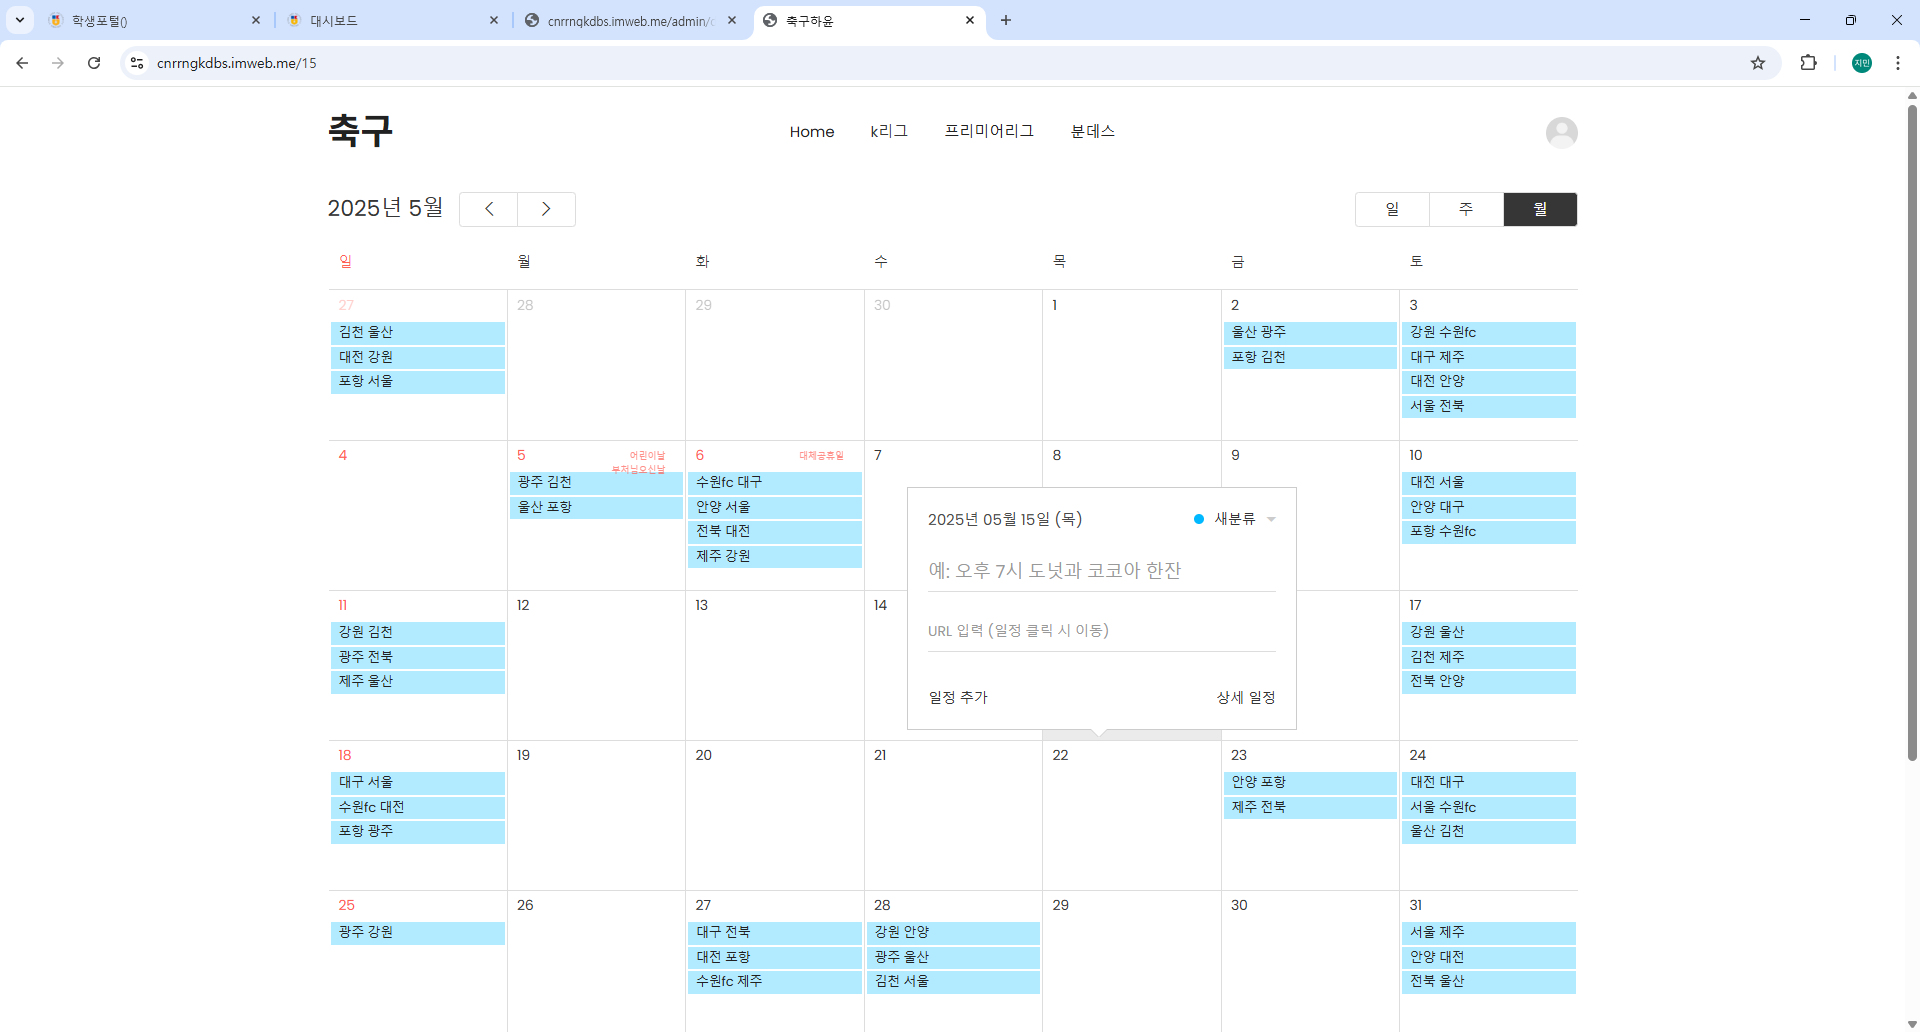 학생포털()
대시보드
cnrrngkdbs.imweb.me/admin/c
축구하윤
cnrrngkdbs.imweb.me/15
지민
축구
Home
k리그
프리미어리그
분데스
2025년 5월
일
주
월
일 월 화 수 목 금 토
27
김천 울산
대전 강원
포항 서울
28
29
30
1
2
울산 광주
포항 김천
3
강원 수원fc
대구 제주
대전 안양
서울 전북
4
5
어린이날
부처님오신날
광주 김천
울산 포항
6
대체공휴일
수원fc 대구
안양 서울
전북 대전
제주 강원
7
8
9
10
대전 서울
안양 대구
포항 수원fc
2025년 05월 15일 (목)
새분류
예: 오후 7시 도넛과 코코아 한잔
URL 입력 (일정 클릭 시 이동)
일정 추가
상세 일정
11
강원 김천
광주 전북
제주 울산
12
13
14
17
강원 울산
김천 제주
전북 안양
18
대구 서울
수원fc 대전
포항 광주
19
20
21
22
23
안양 포항
제주 전북
24
대전 대구
서울 수원fc
울산 김천
25
광주 강원
26
27
대구 전북
대전 포항
수원fc 제주
28
강원 안양
광주 울산
김천 서울
29
30
31
서울 제주
안양 대전
전북 울산